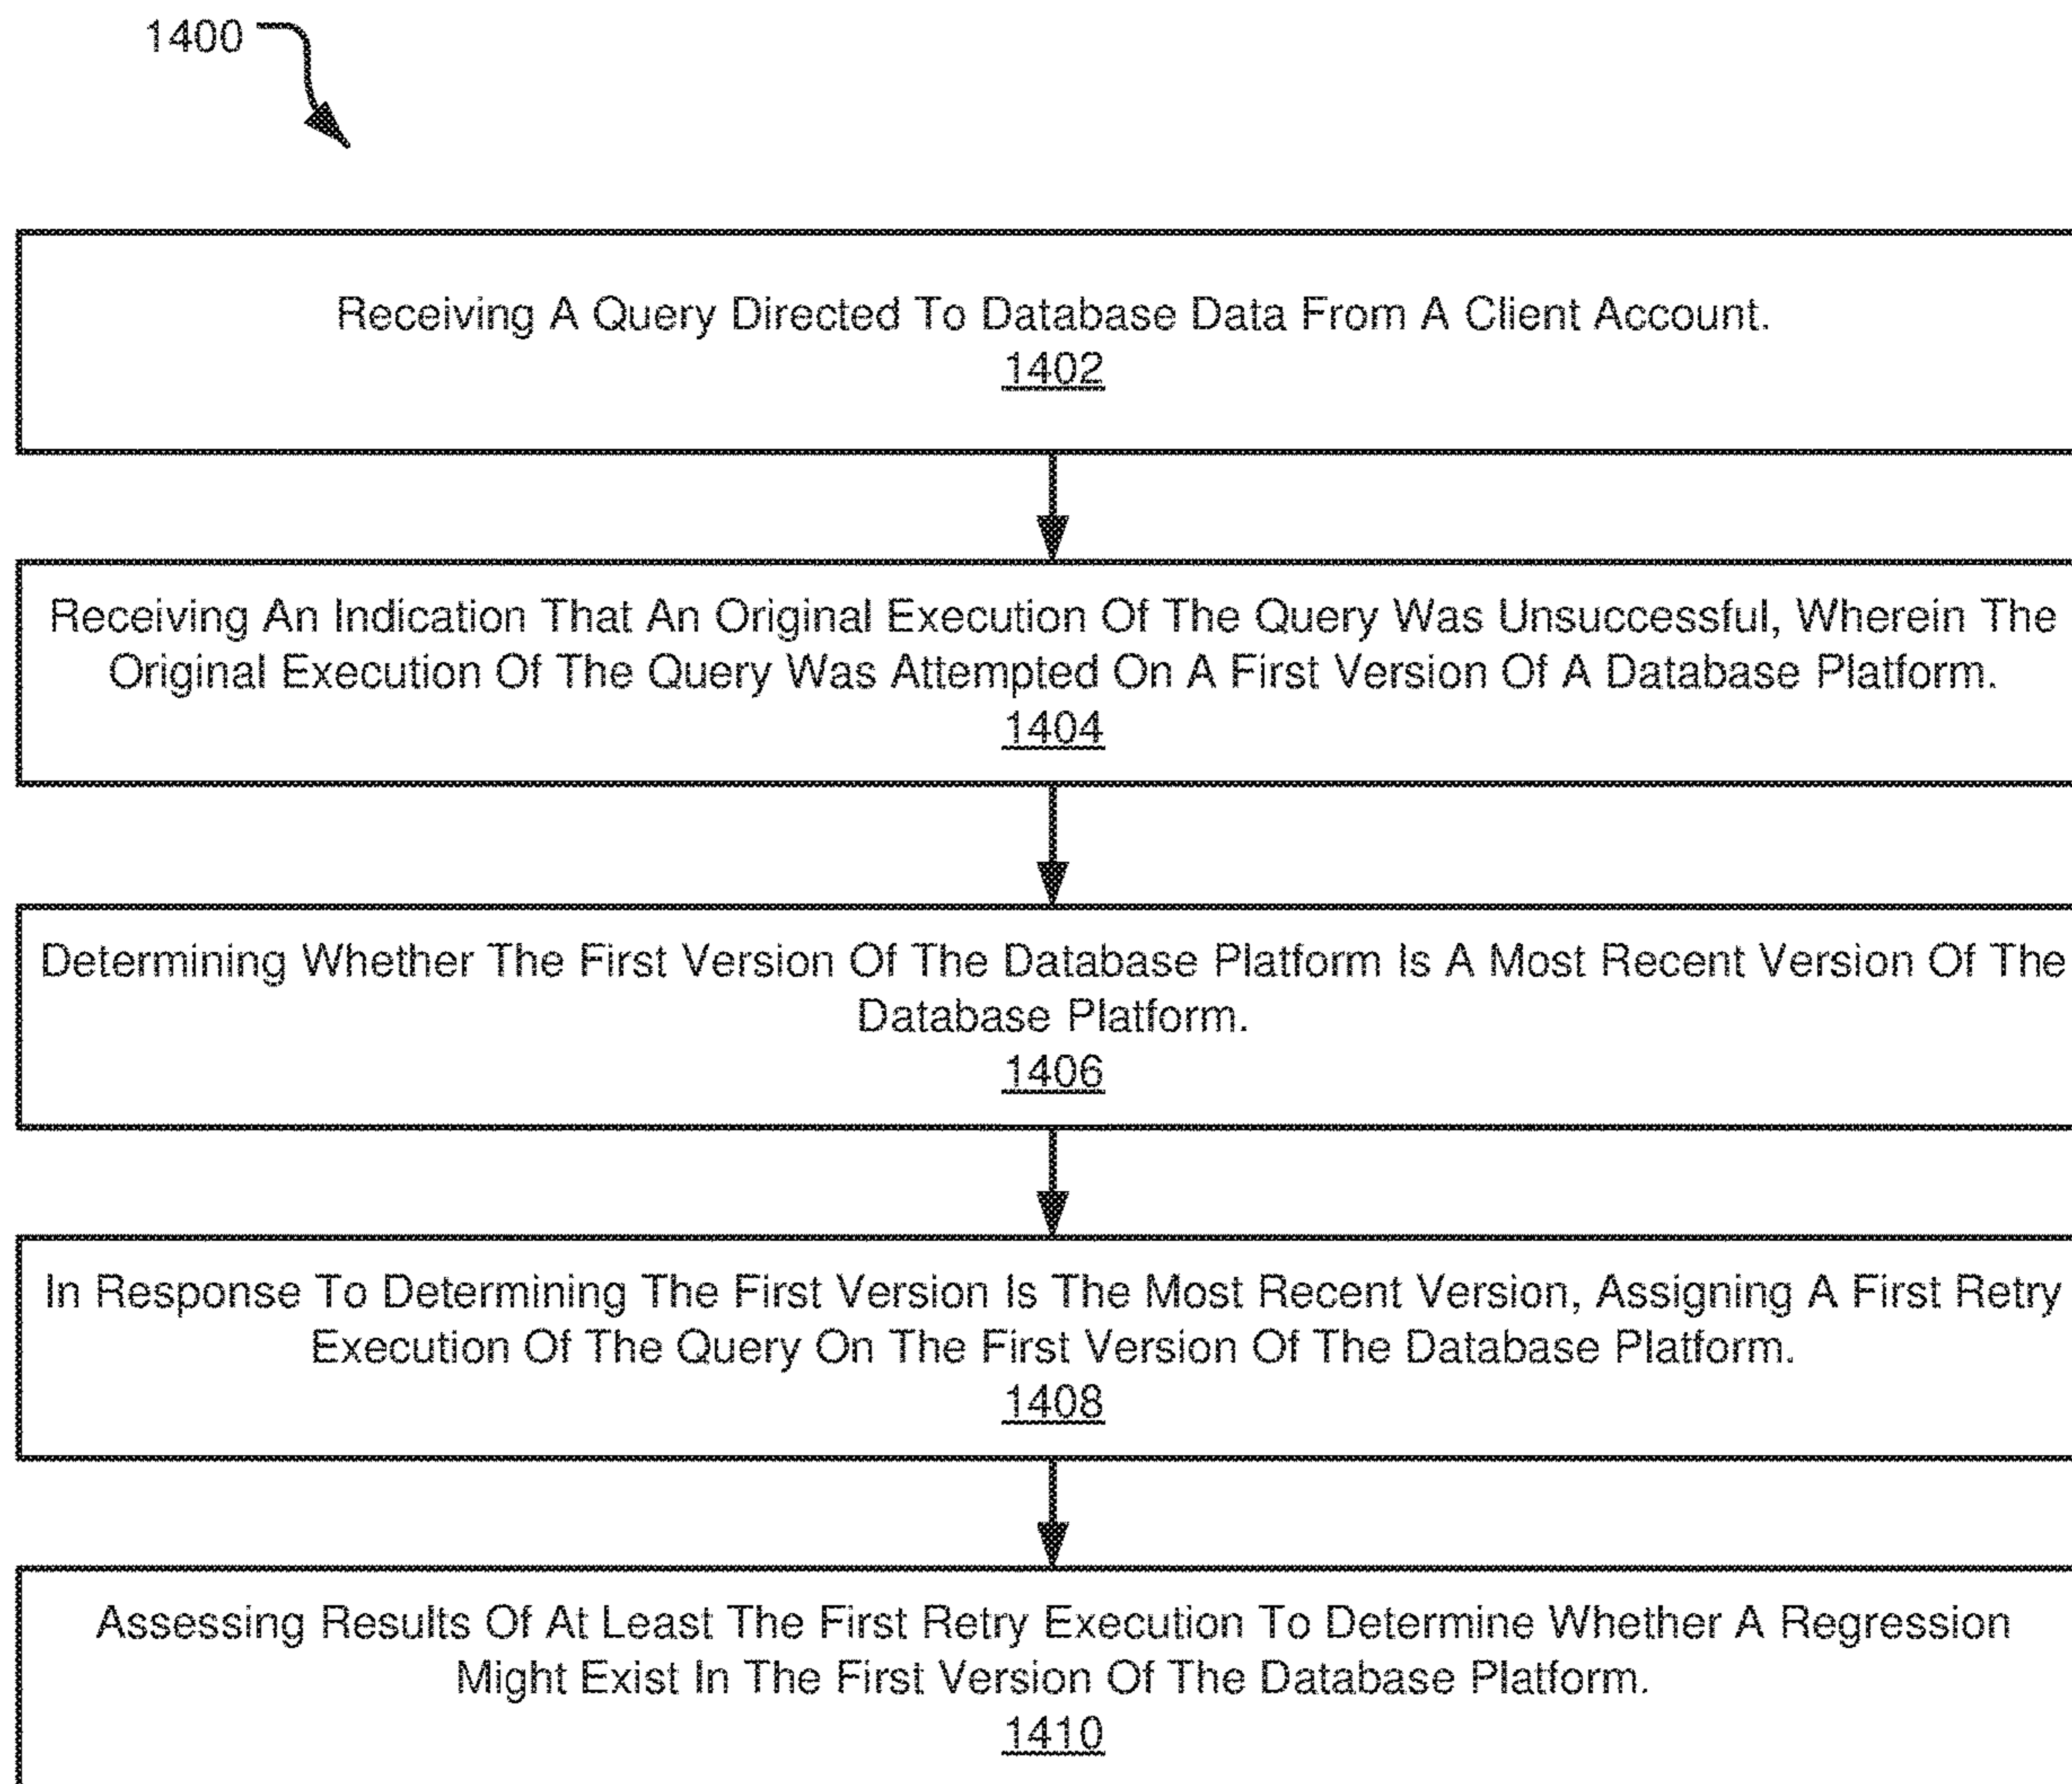 1400
Receiving A Query Directed To Database Data From A Client Account.
1402
Receiving An Indication That An Original Execution Of The Query Was Unsuccessful, Wherein The
Original Execution Of The Query Was Attempted On A First Version Of A Database Platform.
1404
Determining Whether The First Version Of The Database Platform Is A Most Recent Version Of The
Database Platform.
1406
In Response To Determining The First Version Is The Most Recent Version, Assigning A First Retry
Execution Of The Query On The First Version Of The Database Platform.
1408
Assessing Results Of At Least The First Retry Execution To Determine Whether A Regression
Might Exist In The First Version Of The Database Platform.
1410